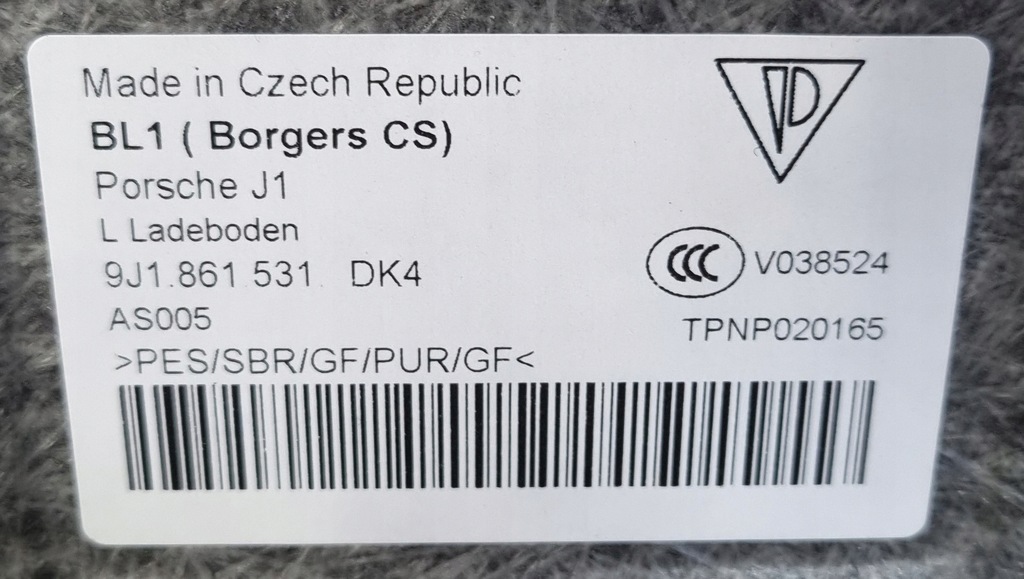 Made in Czech Republic
BL1 ( Borgers CS)
Porsche J1
L Ladeboden
9J1.861 531. DK4
AS005
>PES/SBR/GF/PUR/GF<
CCC V038524
TPNP020165